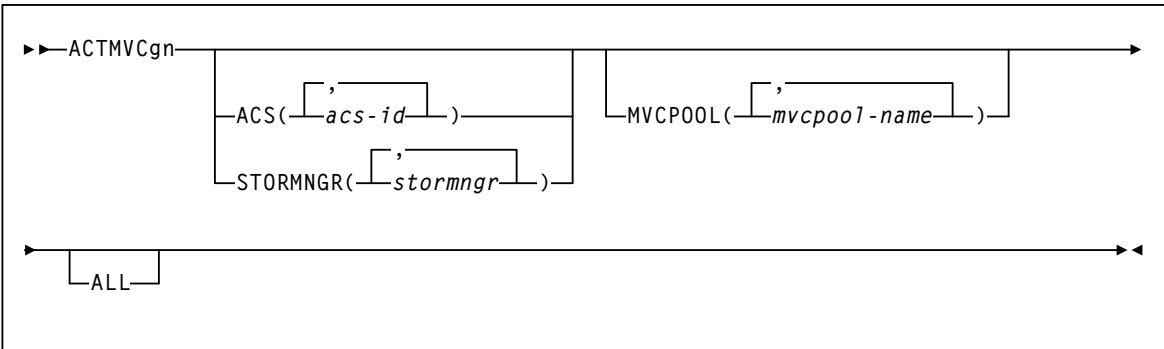 ACTMVCgn
, ,
ACS( acs-id ) MVCPOOL( mvcpool-name )
,
STORMNGR( stormngr )
ALL